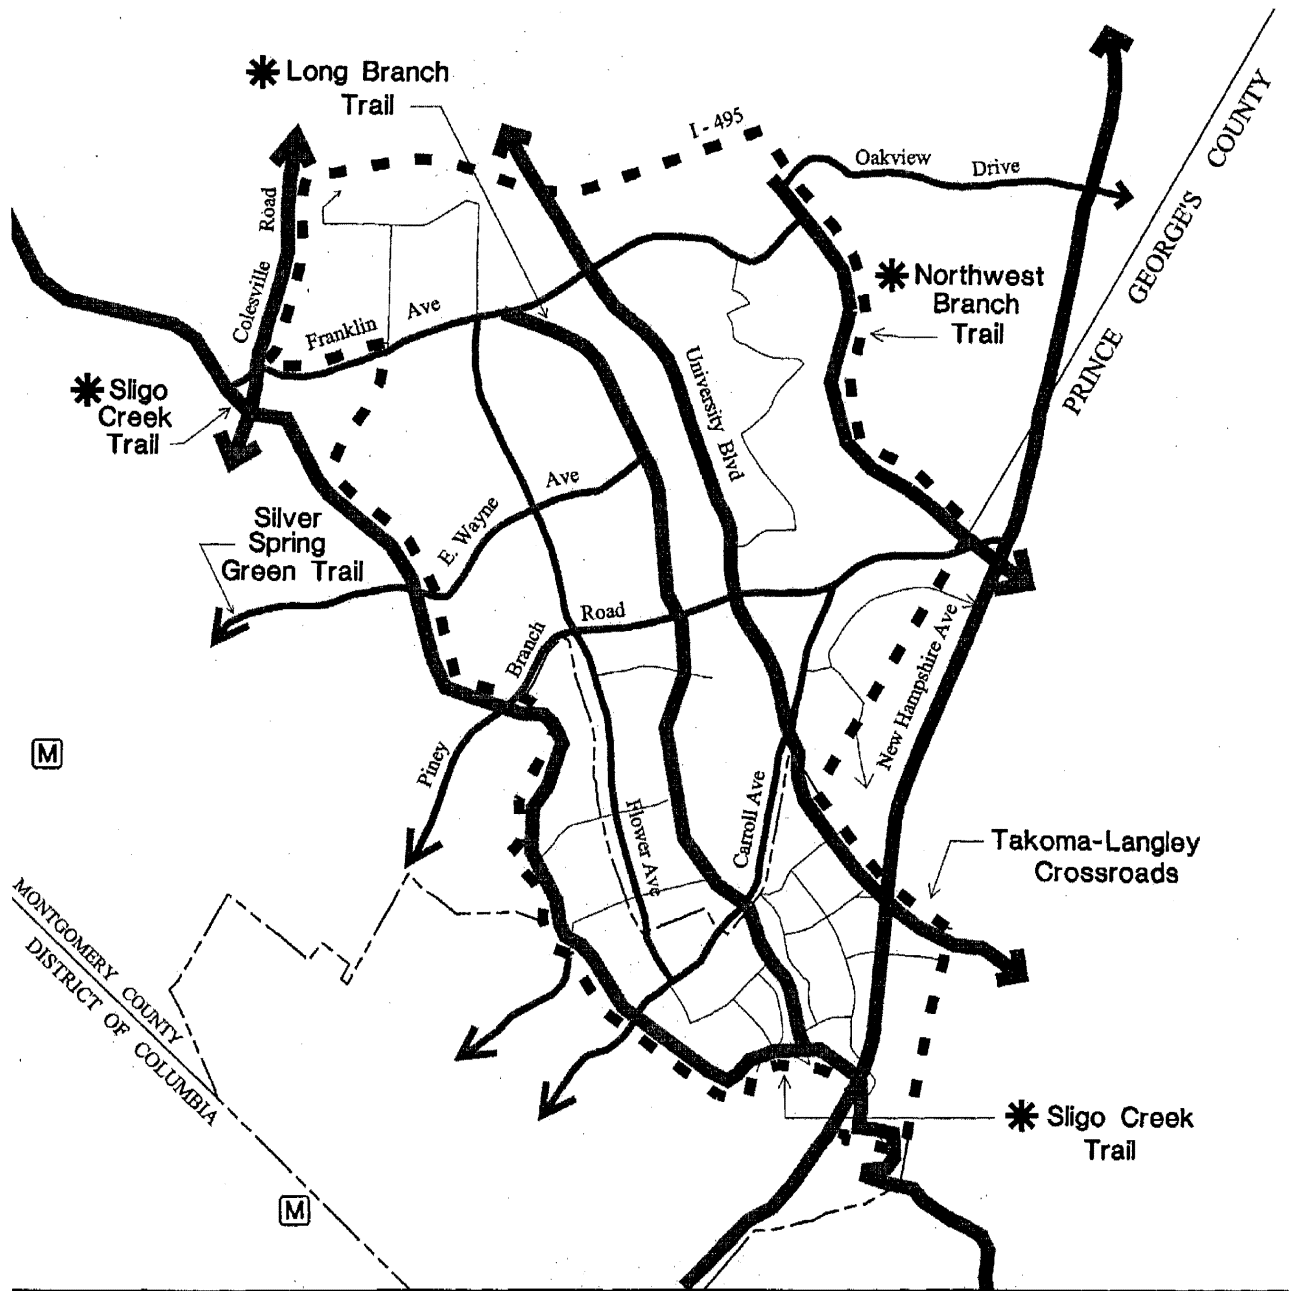 Long Branch
Trail
I - 495
Oakview Drive
PRINCE GEORGE'S COUNTY
Colesville Road
Franklin Ave
Northwest
Branch
Trail
Sligo
Creek
Trail
University Blvd
Silver
Spring
Green Trail
E. Wayne Ave
Piney Branch Road
New Hampshire Ave
M
Flower Ave
Carroll Ave
Takoma-Langley
Crossroads
MONTGOMERY COUNTY
DISTRICT OF COLUMBIA
Sligo Creek
Trail
M